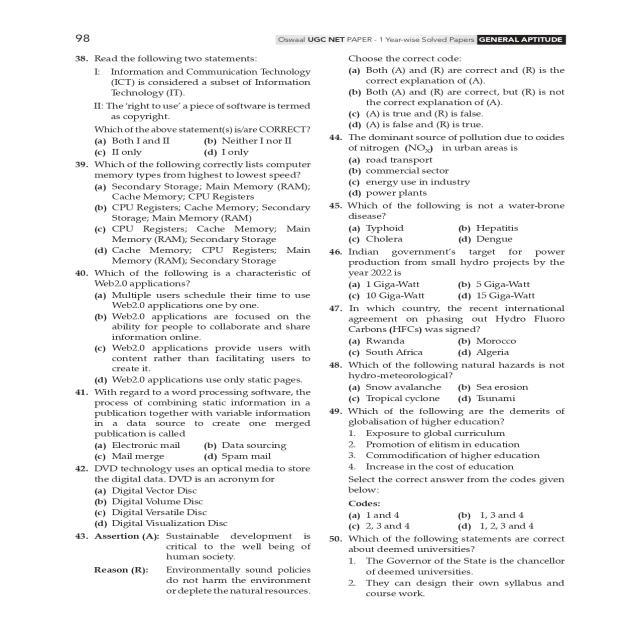 98
Oswaal UGC NET PAPER - 1 Year-wise Solved Papers GENERAL APTITUDE
38. Read the following two statements:
I: Information and Communication Technology
(ICT) is considered a subset of Information
Technology (IT).
II: The 'right to use' a piece of software is termed
as copyright.
Which of the above statement(s) is/are CORRECT?
(a) Both I and II (b) Neither I nor II
(c) II only (d) I only
39. Which of the following correctly lists computer
memory types from highest to lowest speed?
(a) Secondary Storage; Main Memory (RAM);
Cache Memory; CPU Registers
(b) CPU Registers; Cache Memory; Secondary
Storage; Main Memory (RAM)
(c) CPU Registers; Cache Memory; Main
Memory (RAM); Secondary Storage
(d) Cache Memory; CPU Registers; Main
Memory (RAM); Secondary Storage
40. Which of the following is a characteristic of
Web2.0 applications?
(a) Multiple users schedule their time to use
Web2.0 applications one by one.
(b) Web2.0 applications are focused on the
ability for people to collaborate and share
information online.
(c) Web2.0 applications provide users with
content rather than facilitating users to
create it.
(d) Web2.0 applications use only static pages.
41. With regard to a word processing software, the
process of combining static information in a
publication together with variable information
in a data source to create one merged
publication is called
(a) Electronic mail (b) Data sourcing
(c) Mail merge (d) Spam mail
42. DVD technology uses an optical media to store
the digital data. DVD is an acronym for
(a) Digital Vector Disc
(b) Digital Volume Disc
(c) Digital Versatile Disc
(d) Digital Visualization Disc
43. Assertion (A): Sustainable development is
critical to the well being of
human society.
Reason (R): Environmentally sound policies
do not harm the environment
or deplete the natural resources.
Choose the correct code:
(a) Both (A) and (R) are correct and (R) is the
correct explanation of (A).
(b) Both (A) and (R) are correct, but (R) is not
the correct explanation of (A).
(c) (A) is true and (R) is false.
(d) (A) is false and (R) is true.
44. The dominant source of pollution due to oxides
of nitrogen (NOX) in urban areas is
(a) road transport
(b) commercial sector
(c) energy use in industry
(d) power plants
45. Which of the following is not a water-brone
disease?
(a) Typhoid (b) Hepatitis
(c) Cholera (d) Dengue
46. Indian government's target for power
production from small hydro projects by the
year 2022 is
(a) 1 Giga-Watt (b) 5 Giga-Watt
(c) 10 Giga-Watt (d) 15 Giga-Watt
47. In which country, the recent international
agreement on phasing out Hydro Fluoro
Carbons (HFCs) was signed?
(a) Rwanda (b) Morocco
(c) South Africa (d) Algeria
48. Which of the following natural hazards is not
hydro-meteorological?
(a) Snow avalanche (b) Sea erosion
(c) Tropical cyclone (d) Tsunami
49. Which of the following are the demerits of
globalisation of higher education?
1. Exposure to global curriculum
2. Promotion of elitism in education
3. Commodification of higher education
4. Increase in the cost of education
Select the correct answer from the codes given
below:
Codes:
(a) 1 and 4 (b) 1, 3 and 4
(c) 2, 3 and 4 (d) 1, 2, 3 and 4
50. Which of the following statements are correct
about deemed universities?
1. The Governor of the State is the chancellor
of deemed universities.
2. They can design their own syllabus and
course work.